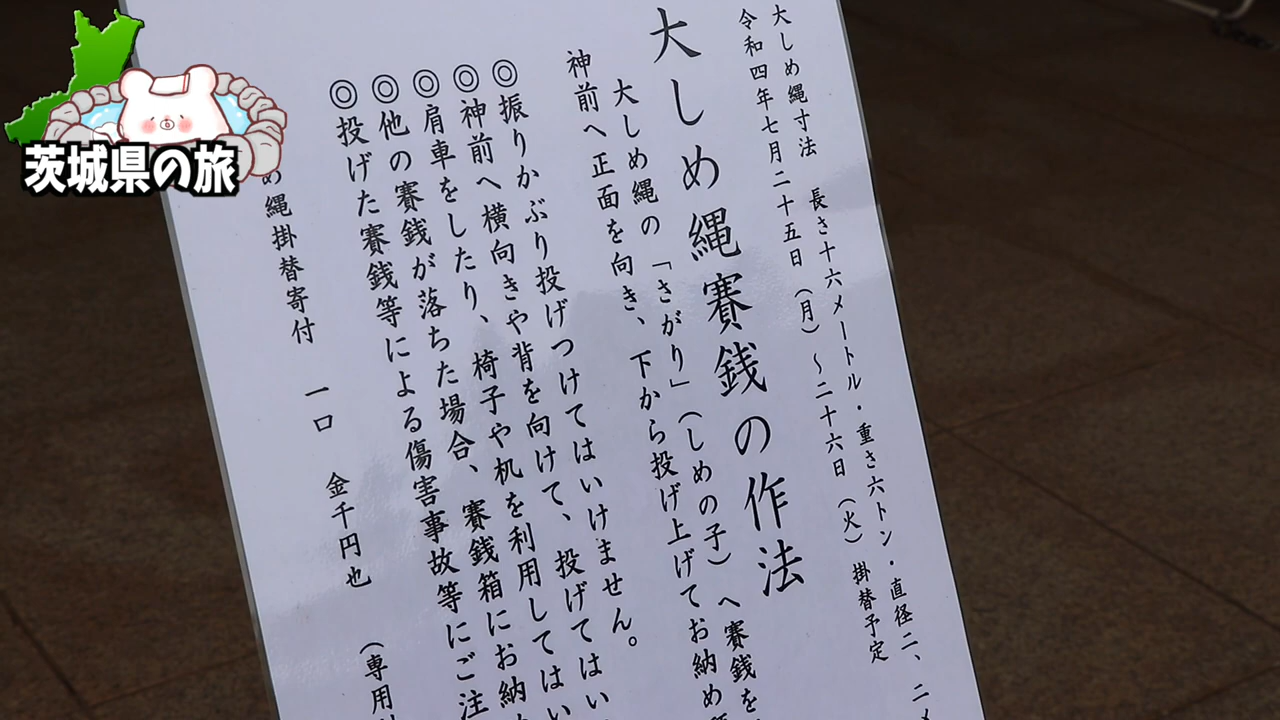 茨城県の旅
大しめ縄寸法 長さ十六メートル・重さ六トン・直径二、二
令和四年七月二十五日(月)～二十六日(火)掛替予定
大しめ縄賽銭の作法
大しめ縄の「さがり」(しめの子)へ賽銭を
神前へ正面を向き、下から投げ上げてお納め
◎振りかぶり投げつけてはいけません。
◎神前へ横向きや背を向けて、投げてはい
◎肩車をしたり、椅子や机を利用してはい
◎他の賽銭が落ちた場合、賽銭箱にお納
◎投げた賽銭等による傷害事故等にご注
め縄掛替寄付 一口 金千円也 (専用